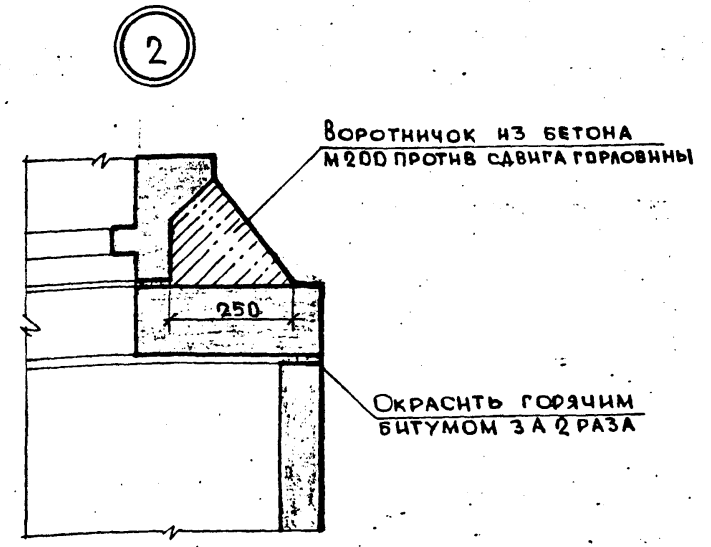 2
Воротничок из бетона
М200 против сдвига горловины
250
Окрасить горячим
битумом за 2 раза